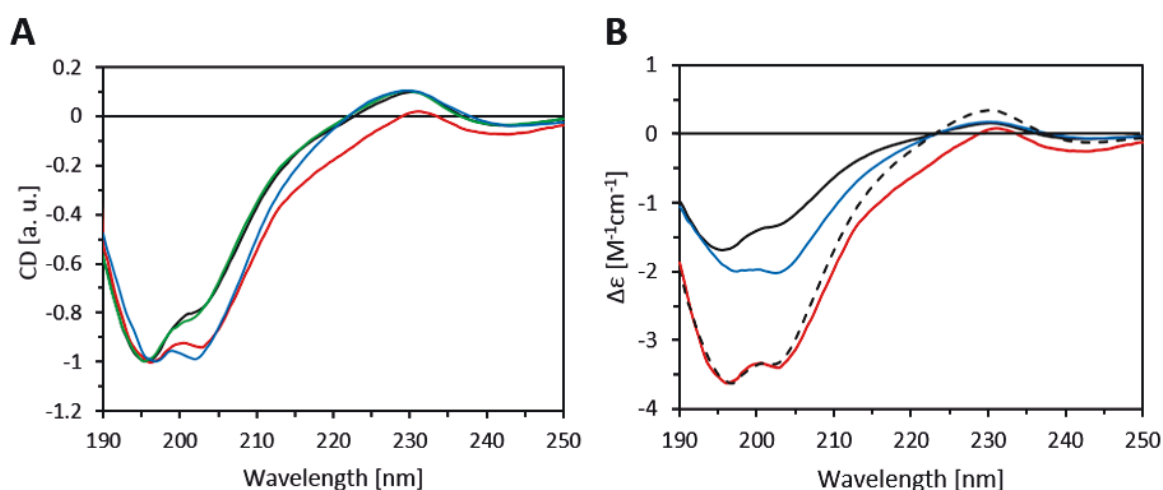 A
CD [a. u.]
0.2
0
-0.2
-0.4
-0.6
-0.8
-1
-1.2
190 200 210 220 230 240 250
Wavelength [nm]
B
Δε [M⁻¹cm⁻¹]
1
0
-1
-2
-3
-4
190 200 210 220 230 240 250
Wavelength [nm]